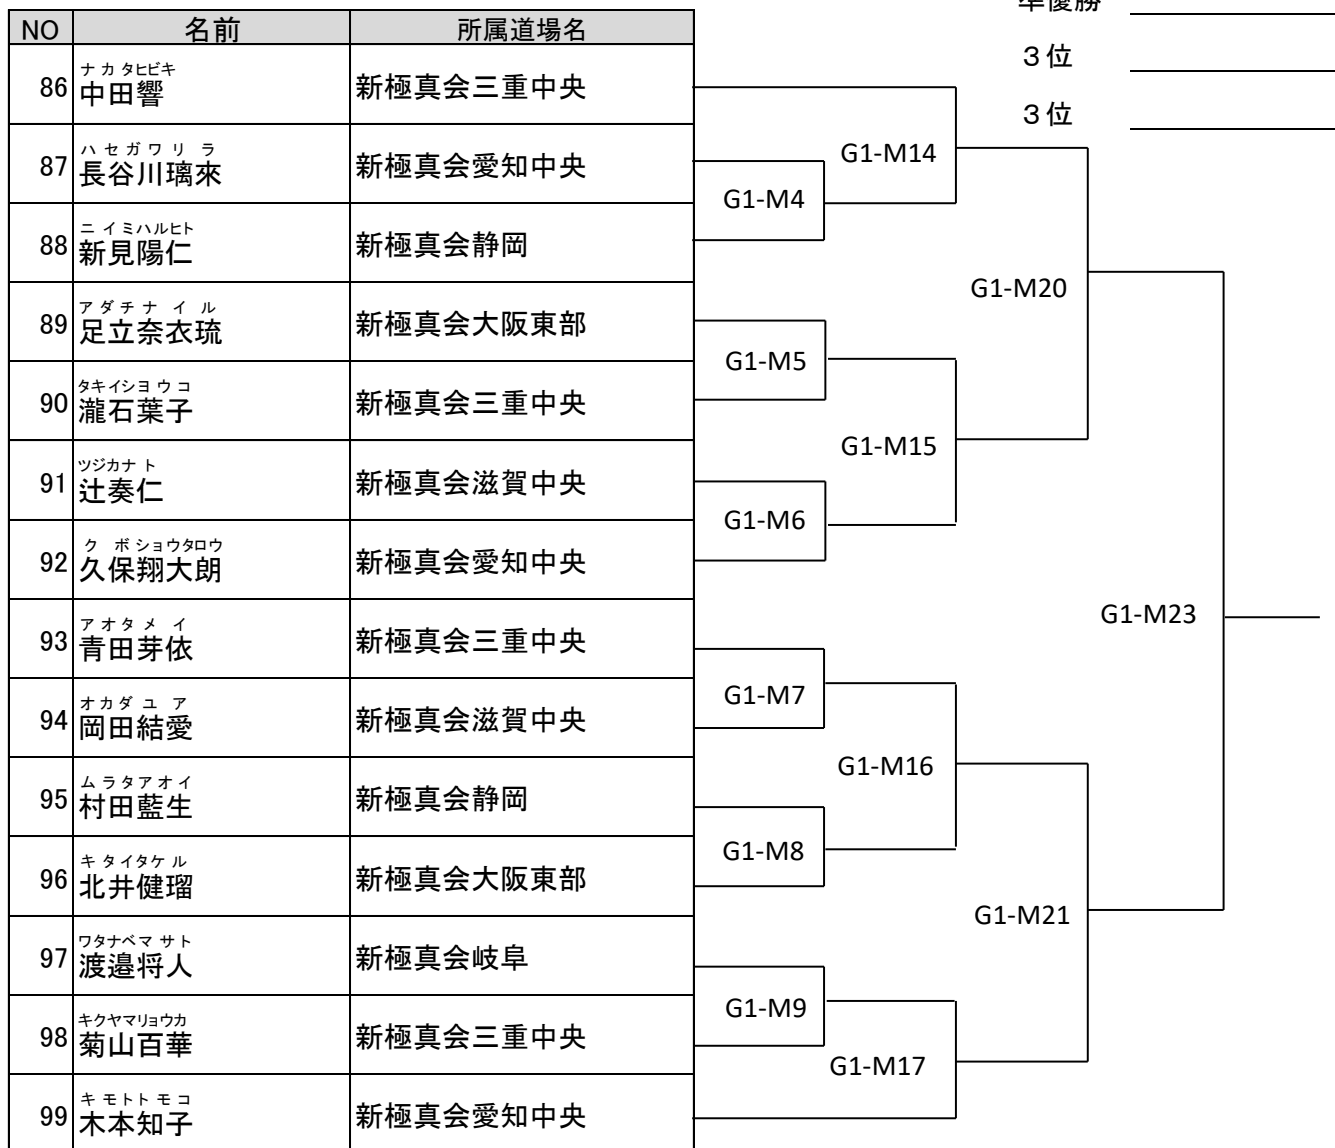 準優勝
３位
３位
NO 名前 所属道場名
ナカタヒビキ
86 中田響 新極真会三重中央
ハセガワリラ
87 長谷川璃來 新極真会愛知中央
ニイミハルヒト
88 新見陽仁 新極真会静岡
アダチナイル
89 足立奈衣琉 新極真会大阪東部
タキイシヨウコ
90 瀧石葉子 新極真会三重中央
ツジカナト
91 辻奏仁 新極真会滋賀中央
クボショウタロウ
92 久保翔大朗 新極真会愛知中央
アオタメイ
93 青田芽依 新極真会三重中央
オカダユア
94 岡田結愛 新極真会滋賀中央
ムラタアオイ
95 村田藍生 新極真会静岡
キタイタケル
96 北井健瑠 新極真会大阪東部
ワタナベマサト
97 渡邉将人 新極真会岐阜
キクヤマリョウカ
98 菊山百華 新極真会三重中央
キモトトモコ
99 木本知子 新極真会愛知中央
G1-M14
G1-M4
G1-M20
G1-M5
G1-M15
G1-M6
G1-M23
G1-M7
G1-M16
G1-M8
G1-M21
G1-M9
G1-M17